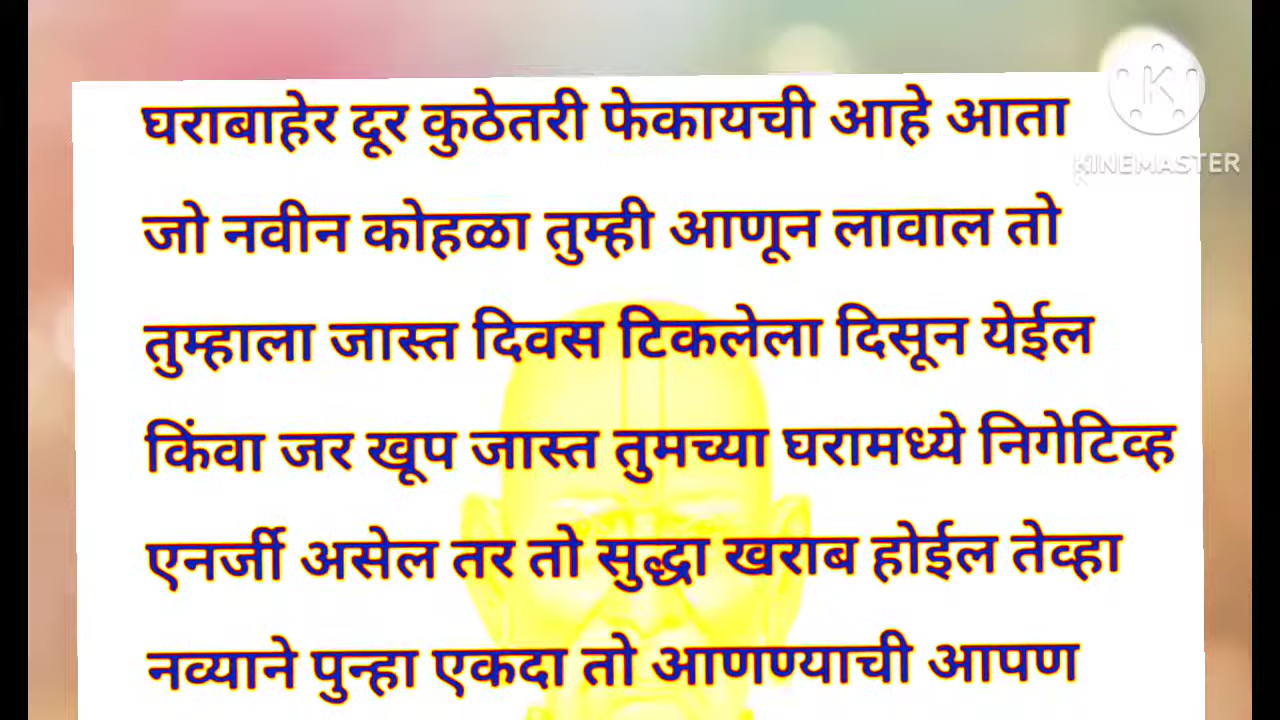 घराबाहेर दूर कुठेतरी फेकायची आहे आता
जो नवीन कोहळा तुम्ही आणून लावाल तो
तुम्हाला जास्त दिवस टिकलेला दिसून येईल
किंवा जर खूप जास्त तुमच्या घरामध्ये निगेटिव्ह
एनर्जी असेल तर तो सुद्धा खराब होईल तेव्हा
नव्याने पुन्हा एकदा तो आणण्याची आपण
K
KINEMASTER